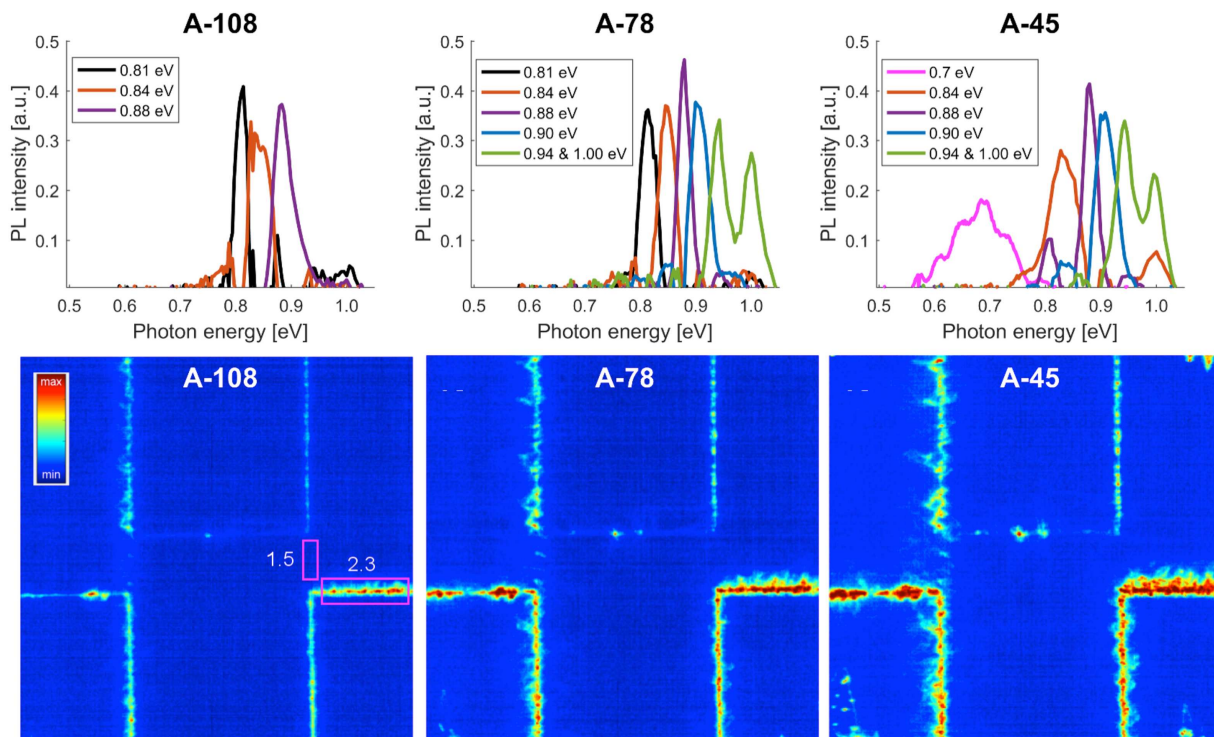 A-108
A-78
A-45
PL intensity [a.u.]
0.5
0.4
0.3
0.2
0.1
0.81 eV
0.84 eV
0.88 eV
0.5 0.6 0.7 0.8 0.9 1.0
Photon energy [eV]
PL intensity [a.u.]
0.5
0.4
0.3
0.2
0.1
0.81 eV
0.84 eV
0.88 eV
0.90 eV
0.94 & 1.00 eV
0.5 0.6 0.7 0.8 0.9 1.0
Photon energy [eV]
PL intensity [a.u.]
0.5
0.4
0.3
0.2
0.1
0.7 eV
0.84 eV
0.88 eV
0.90 eV
0.94 & 1.00 eV
0.5 0.6 0.7 0.8 0.9 1.0
Photon energy [eV]
A-108
max
min
1.5
2.3
A-78
A-45